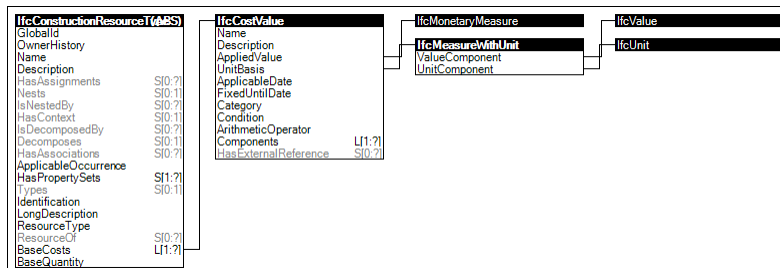 IfcConstructionResourceType (ABS)
GlobalId
OwnerHistory
Name
Description
HasAssignments S[0:?]
Nests S[0:1]
IsNestedBy S[0:?]
HasContext S[0:1]
IsDecomposedBy S[0:?]
Decomposes S[0:1]
HasAssociations S[0:?]
ApplicableOccurrence
HasPropertySets S[1:?]
Types S[0:1]
Identification
LongDescription
ResourceType
ResourceOf S[0:?]
BaseCosts L[1:?]
BaseQuantity
IfcCostValue
Name
Description
AppliedValue
UnitBasis
ApplicableDate
FixedUntilDate
Category
Condition
ArithmeticOperator
Components L[1:?]
HasExternalReference S[0:?]
IfcMonetaryMeasure
IfcMeasureWithUnit
ValueComponent
UnitComponent
IfcValue
IfcUnit